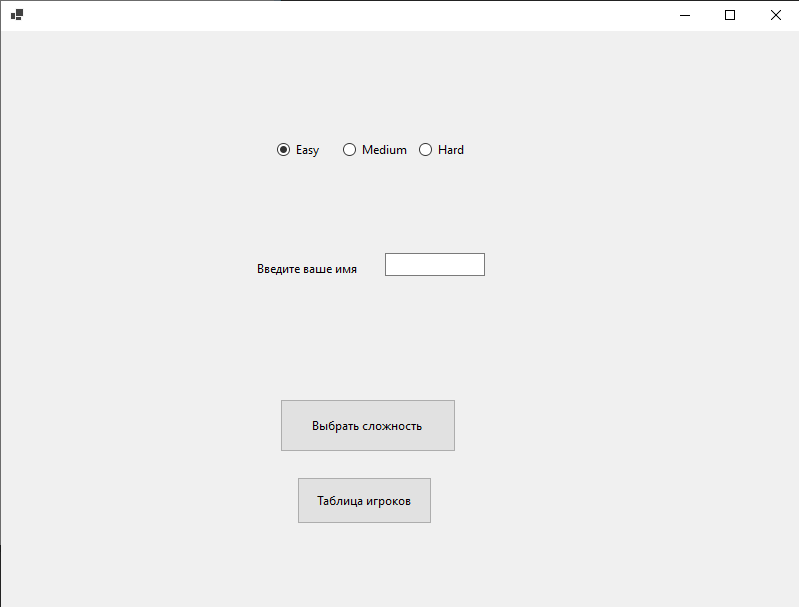 Easy Medium Hard
Введите ваше имя
Выбрать сложность
Таблица игроков